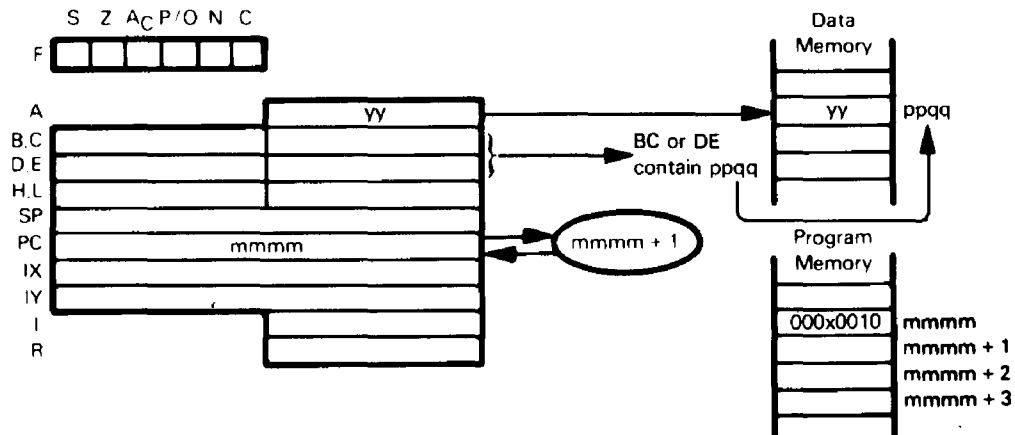 S Z AC P/O N C
F
A yy
B,C
D,E
H,L
SP
PC mmmm
IX
IY
I
R
mmmm + 1
BC or DE
contain ppqq
Data
Memory
yy ppqq
Program
Memory
000x0010 mmmm
mmmm + 1
mmmm + 2
mmmm + 3